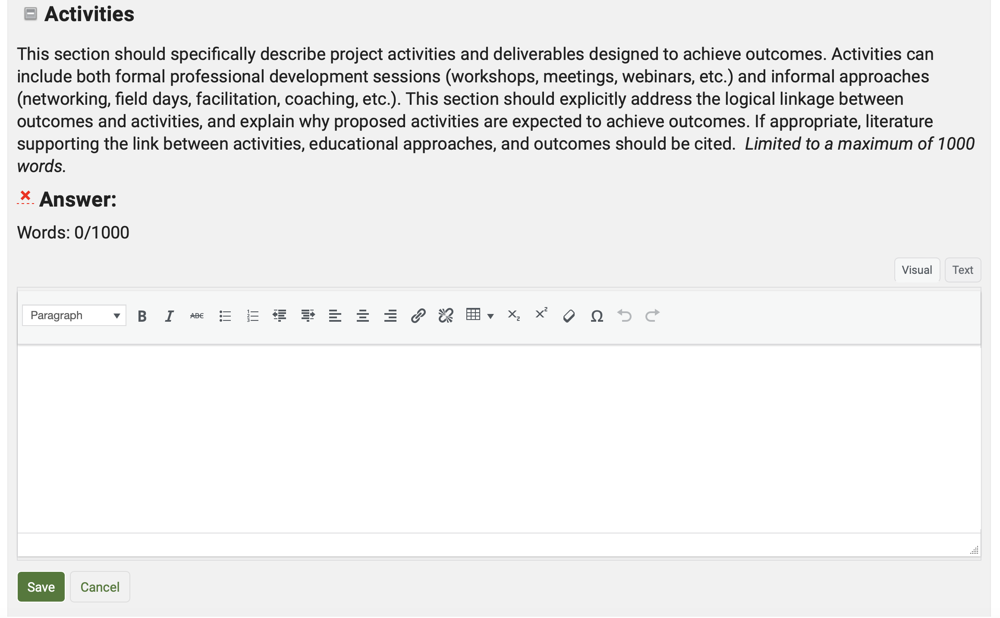 Activities
This section should specifically describe project activities and deliverables designed to achieve outcomes. Activities can
include both formal professional development sessions (workshops, meetings, webinars, etc.) and informal approaches
(networking, field days, facilitation, coaching, etc.). This section should explicitly address the logical linkage between
outcomes and activities, and explain why proposed activities are expected to achieve outcomes. If appropriate, literature
supporting the link between activities, educational approaches, and outcomes should be cited. Limited to a maximum of 1000
words.
Answer:
Words: 0/1000
Visual Text
Paragraph B I ABC X2 X2 Ω
Save Cancel